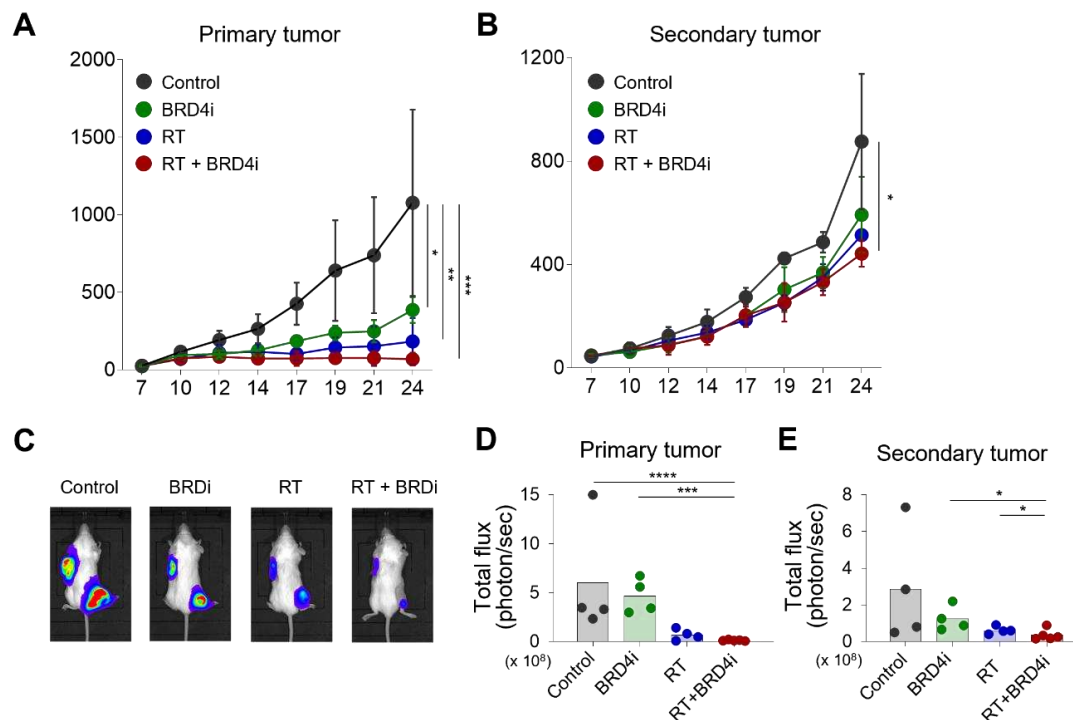 A
Primary tumor
2000
1500
1000
500
0
7 10 12 14 17 19 21 24
Control
BRD4i
RT
RT + BRD4i
*
**
***
B
Secondary tumor
1200
800
400
0
7 10 12 14 17 19 21 24
Control
BRD4i
RT
RT + BRD4i
*
C
Control BRDi RT RT + BRDi
D
Primary tumor
****
***
15
10
5
0
Total flux
(photon/sec)
(x 10⁸)
Control BRD4i RT RT+BRD4i
E
Secondary tumor
*
*
8
6
4
2
0
Total flux
(photon/sec)
(x 10⁸)
Control BRD4i RT RT+BRD4i